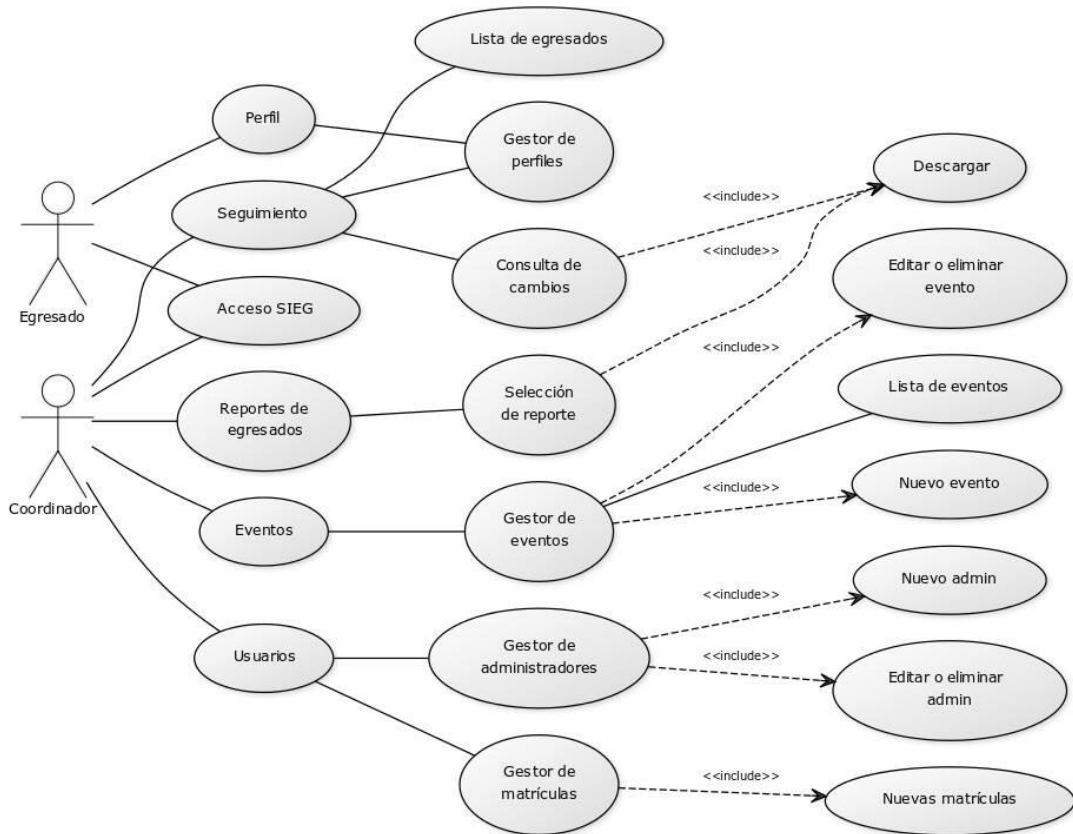 Lista de egresados
Perfil
Gestor de
perfiles
Descargar
<<include>>
Seguimiento
<<include>>
Consulta de
cambios
Editar o eliminar
evento
Egresado
Acceso SIEG
<<include>>
Lista de eventos
Reportes de
egresados
Selección
de reporte
Coordinador
<<include>>
Nuevo evento
Eventos
Gestor de
eventos
Nuevo admin
<<include>>
Usuarios
Gestor de
administradores
<<include>>
Editar o eliminar
admin
Gestor de
matrículas
<<include>>
Nuevas matrículas